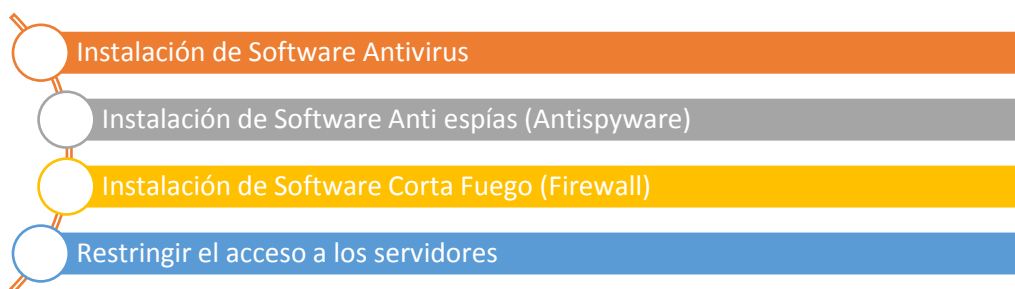 Instalación de Software Antivirus
Instalación de Software Anti espías (Antispyware)
Instalación de Software Corta Fuego (Firewall)
Restringir el acceso a los servidores